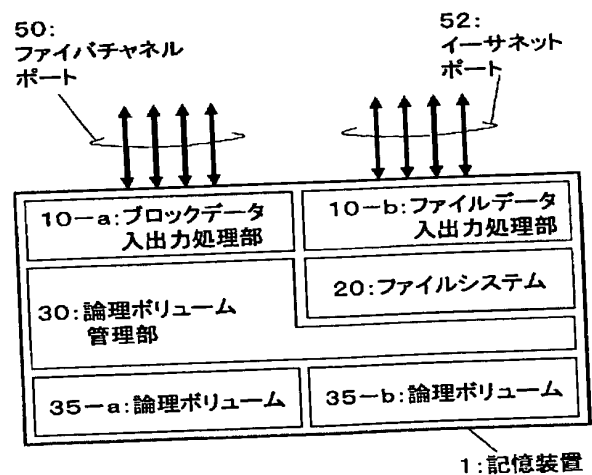 50:
ファイバチャネル
ポート
52:
イーサネット
ポート
10-a:ブロックデータ
入出力処理部
10-b:ファイルデータ
入出力処理部
30:論理ボリューム
管理部
20:ファイルシステム
35-a:論理ボリューム
35-b:論理ボリューム
1:記憶装置